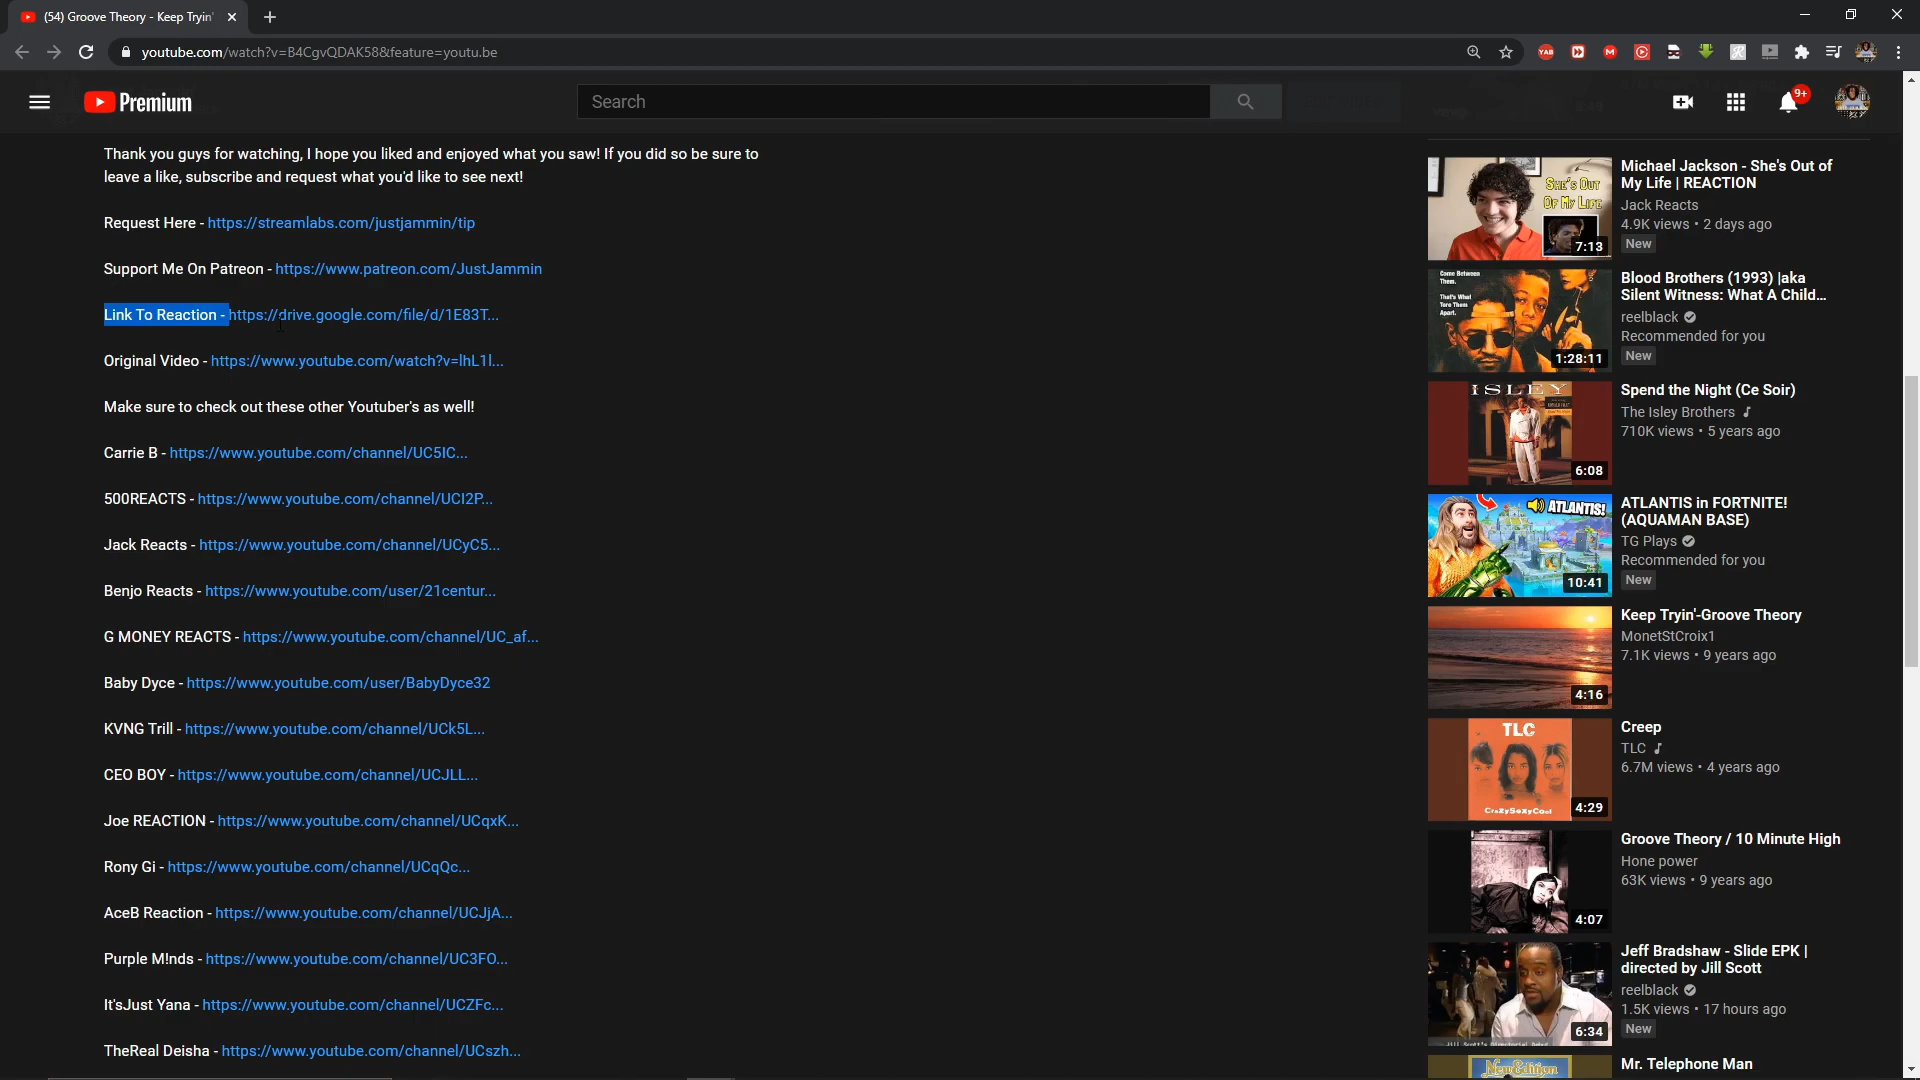 (54) Groove Theory - Keep Tryin'
youtube.com/watch?v=B4CgvQDAK58&feature=youtu.be
Premium
Search
9+
Thank you guys for watching, I hope you liked and enjoyed what you saw! If you did so be sure to
leave a like, subscribe and request what you'd like to see next!
Request Here - https://streamlabs.com/justjammin/tip
Support Me On Patreon - https://www.patreon.com/JustJammin
Link To Reaction - https://drive.google.com/file/d/1E83T...
Original Video - https://www.youtube.com/watch?v=lhL1l...
Make sure to check out these other Youtuber's as well!
Carrie B - https://www.youtube.com/channel/UC5IC...
500REACTS - https://www.youtube.com/channel/UCI2P...
Jack Reacts - https://www.youtube.com/channel/UCyC5...
Benjo Reacts - https://www.youtube.com/user/21centur...
G MONEY REACTS - https://www.youtube.com/channel/UC_af...
Baby Dyce - https://www.youtube.com/user/BabyDyce32
KVNG Trill - https://www.youtube.com/channel/UCk5L...
CEO BOY - https://www.youtube.com/channel/UCJLL...
Joe REACTION - https://www.youtube.com/channel/UCqxK...
Rony Gi - https://www.youtube.com/channel/UCqQc...
AceB Reaction - https://www.youtube.com/channel/UCJjA...
Purple M!nds - https://www.youtube.com/channel/UC3FO...
It'sJust Yana - https://www.youtube.com/channel/UCZFc...
TheReal Deisha - https://www.youtube.com/channel/UCszh...
She's Out
Of My Life
7:13
Michael Jackson - She's Out of
My Life | REACTION
Jack Reacts
4.9K views • 2 days ago
New
Come Between
Them.
That's What
Tore Them
Apart.
1:28:11
Blood Brothers (1993) |aka
Silent Witness: What A Child...
reelblack
Recommended for you
New
ISLEY
6:08
Spend the Night (Ce Soir)
The Isley Brothers
710K views • 5 years ago
ATLANTIS!
10:41
ATLANTIS in FORTNITE!
(AQUAMAN BASE)
TG Plays
Recommended for you
New
4:16
Keep Tryin'-Groove Theory
MonetStCroix1
7.1K views • 9 years ago
TLC
CrazySexyCool
4:29
Creep
TLC
6.7M views • 4 years ago
4:07
Groove Theory / 10 Minute High
Hone power
63K views • 9 years ago
6:34
Jeff Bradshaw - Slide EPK |
directed by Jill Scott
reelblack
1.5K views • 17 hours ago
New
New Edition
Mr. Telephone Man